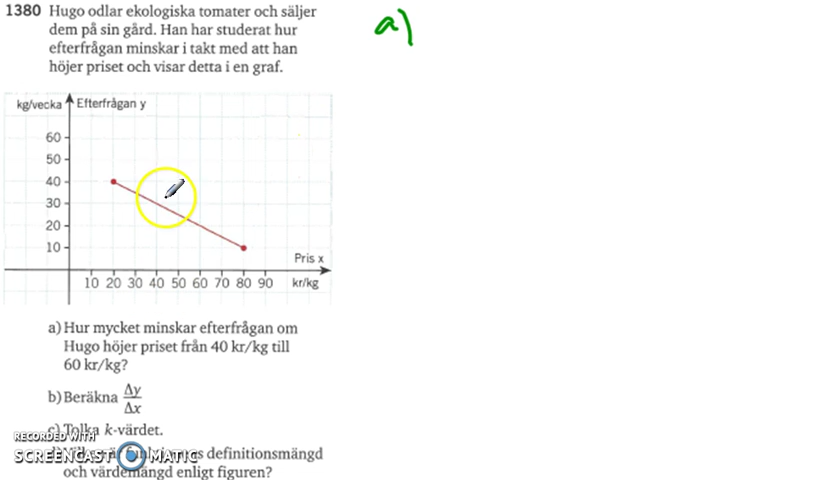 1380 Hugo odlar ekologiska tomater och säljer
dem på sin gård. Han har studerat hur
efterfrågan minskar i takt med att han
höjer priset och visar detta i en graf.
a)
kg/vecka Efterfrågan y
60
50
40
30
20
10
Pris x
10 20 30 40 50 60 70 80 90 kr/kg
a) Hur mycket minskar efterfrågan om
Hugo höjer priset från 40 kr/kg till
60 kr/kg?
b) Beräkna Δy/Δx
c) Tolka k-värdet.
RECORDED WITH
SCREENCAST MATIC
definitionsmängd
och värdemängd enligt figuren?